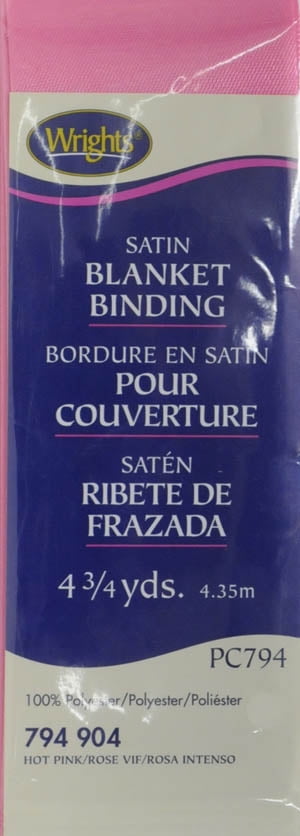 Wrights®
SATIN
BLANKET
BINDING
BORDURE EN SATIN
POUR
COUVERTURE
SATÉN
RIBETE DE
FRAZADA
4 3/4 yds. 4.35m
PC794
100% Polyester/Polyester/Poliéster
794 904
HOT PINK/ROSE VIF/ROSA INTENSO